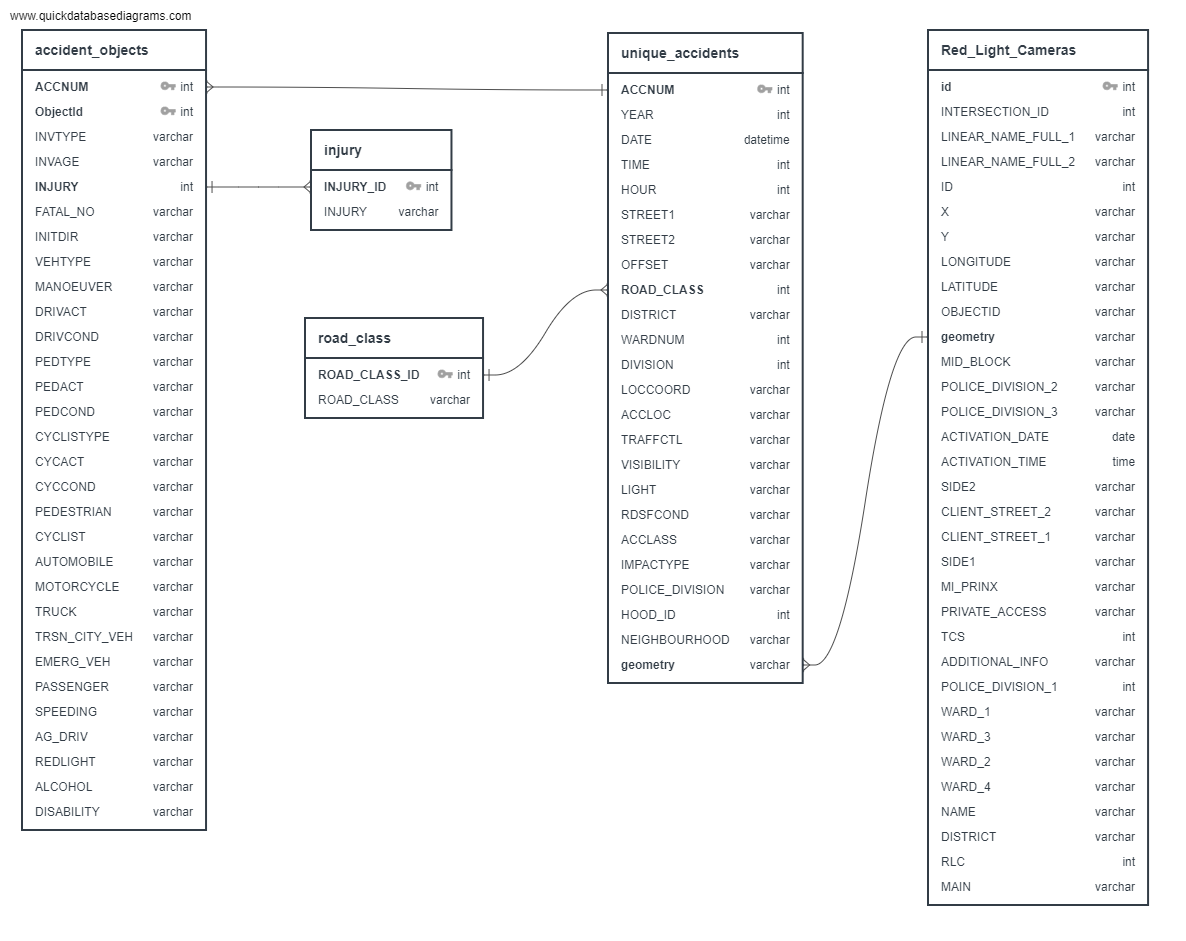 www.quickdatabasediagrams.com
accident_objects
ACCNUM int
ObjectId int
INVTYPE varchar
INVAGE varchar
INJURY int
FATAL_NO varchar
INITDIR varchar
VEHTYPE varchar
MANOEUVER varchar
DRIVACT varchar
DRIVCOND varchar
PEDTYPE varchar
PEDACT varchar
PEDCOND varchar
CYCLISTYPE varchar
CYCACT varchar
CYCCOND varchar
PEDESTRIAN varchar
CYCLIST varchar
AUTOMOBILE varchar
MOTORCYCLE varchar
TRUCK varchar
TRSN_CITY_VEH varchar
EMERG_VEH varchar
PASSENGER varchar
SPEEDING varchar
AG_DRIV varchar
REDLIGHT varchar
ALCOHOL varchar
DISABILITY varchar
injury
INJURY_ID int
INJURY varchar
road_class
ROAD_CLASS_ID int
ROAD_CLASS varchar
unique_accidents
ACCNUM int
YEAR int
DATE datetime
TIME int
HOUR int
STREET1 varchar
STREET2 varchar
OFFSET varchar
ROAD_CLASS int
DISTRICT varchar
WARDNUM int
DIVISION int
LOCCOORD varchar
ACCLOC varchar
TRAFFCTL varchar
VISIBILITY varchar
LIGHT varchar
RDSFCOND varchar
ACCLASS varchar
IMPACTYPE varchar
POLICE_DIVISION varchar
HOOD_ID int
NEIGHBOURHOOD varchar
geometry varchar
Red_Light_Cameras
id int
INTERSECTION_ID int
LINEAR_NAME_FULL_1 varchar
LINEAR_NAME_FULL_2 varchar
ID int
X varchar
Y varchar
LONGITUDE varchar
LATITUDE varchar
OBJECTID varchar
geometry varchar
MID_BLOCK varchar
POLICE_DIVISION_2 varchar
POLICE_DIVISION_3 varchar
ACTIVATION_DATE date
ACTIVATION_TIME time
SIDE2 varchar
CLIENT_STREET_2 varchar
CLIENT_STREET_1 varchar
SIDE1 varchar
MI_PRINX varchar
PRIVATE_ACCESS varchar
TCS int
ADDITIONAL_INFO varchar
POLICE_DIVISION_1 int
WARD_1 varchar
WARD_3 varchar
WARD_2 varchar
WARD_4 varchar
NAME varchar
DISTRICT varchar
RLC int
MAIN varchar